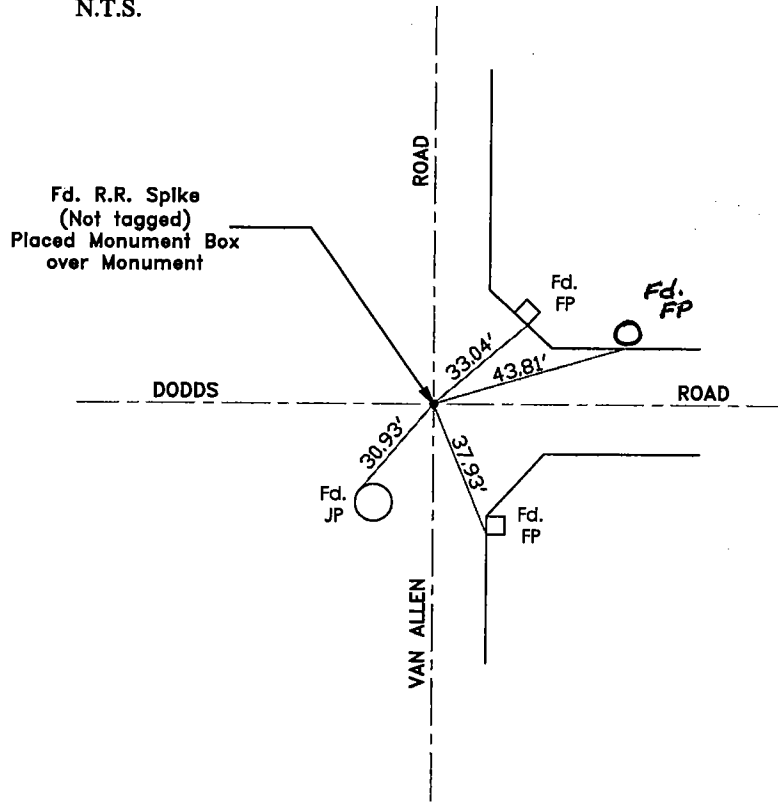 N.T.S.
ROAD
Fd. R.R. Spike
(Not tagged)
Placed Monument Box
over Monument
Fd.
FP
Fd.
FP
33.04'
43.81'
DODDS
ROAD
30.93'
37.93'
Fd.
JP
Fd.
FP
VAN ALLEN